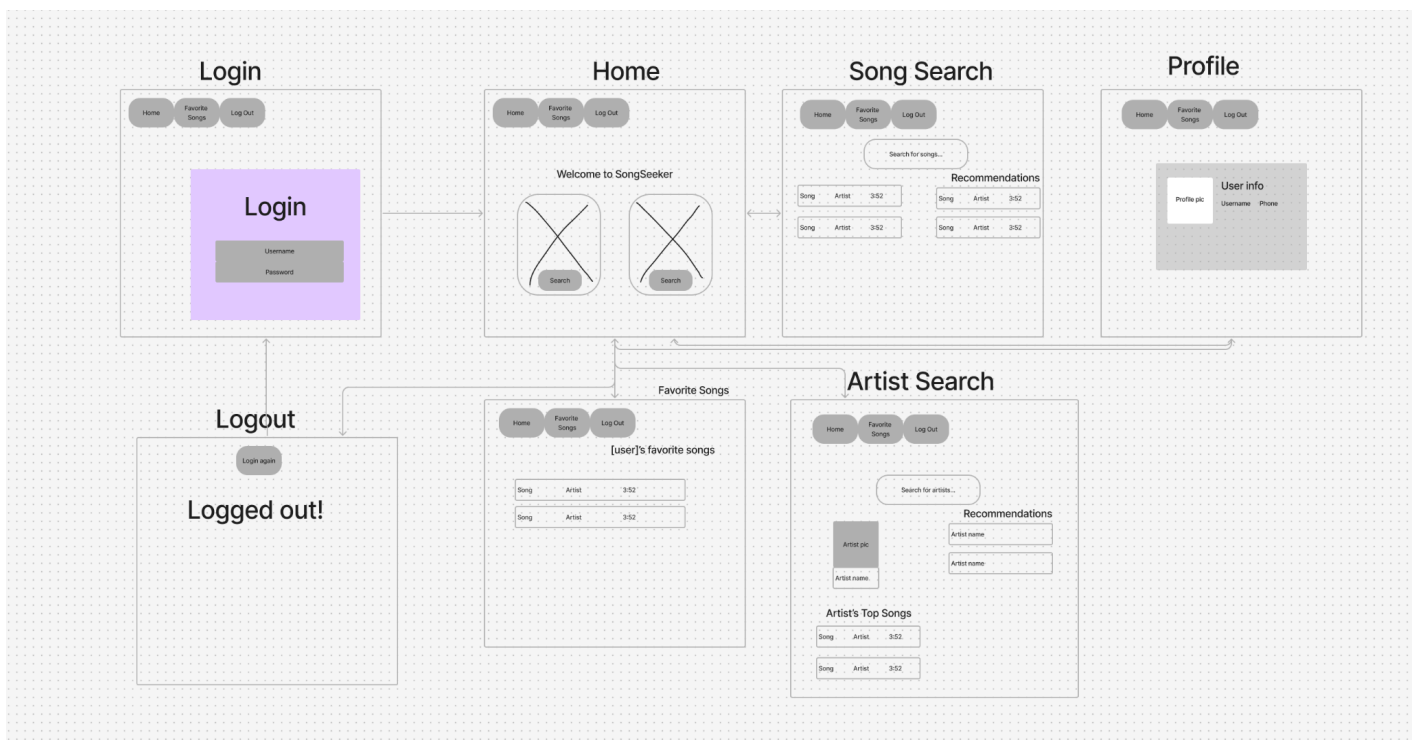 Login
Home
Favorite
Songs
Log Out
Login
Username
Password
Home
Home
Favorite
Songs
Log Out
Welcome to SongSeeker
Search
Search
Song Search
Home
Favorite
Songs
Log Out
Search for songs...
Recommendations
Song Artist 3:52
Song Artist 3:52
Song Artist 3:52
Song Artist 3:52
Profile
Home
Favorite
Songs
Log Out
Profile pic
User info
Username Phone
Logout
Login again
Logged out!
Favorite Songs
Home
Favorite
Songs
Log Out
[user]'s favorite songs
Song Artist 3:52
Song Artist 3:52
Artist Search
Home
Favorite
Songs
Log Out
Search for artists...
Recommendations
Artist name
Artist name
Artist pic
Artist name
Artist's Top Songs
Song Artist 3:52
Song Artist 3:52